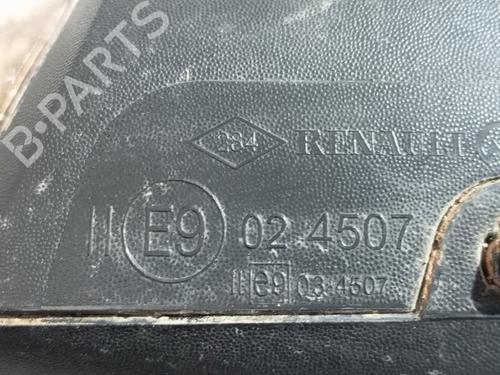 B-PARTS
284 RENAULT
II E9 02 4507
II e9 03 4507